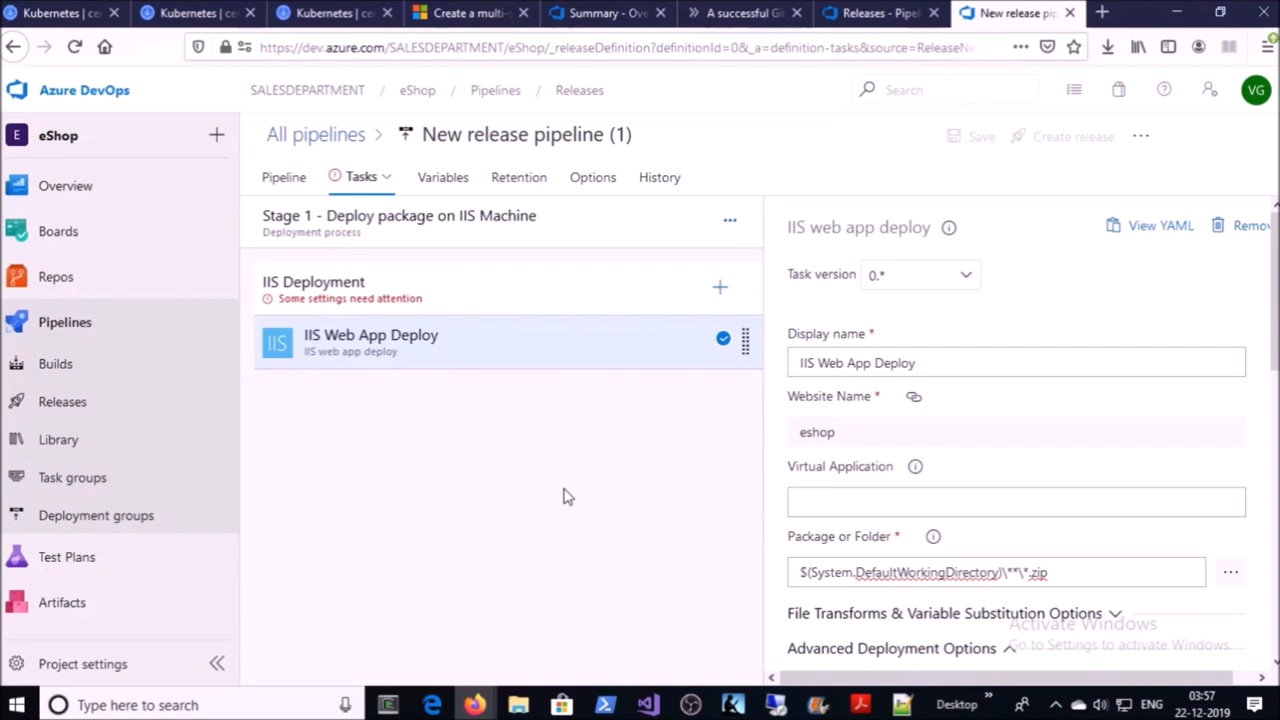 Kubernetes | ce
Kubernetes | ce
Kubernetes | ce
Create a multi-s
Summary - Ove
A successful Gi
Releases - Pipel
New release pip
https://dev.azure.com/SALESDEPARTMENT/eShop/_releaseDefinition?definitionId=0&_a=definition-tasks&source=ReleaseNe
Azure DevOps
SALESDEPARTMENT / eShop / Pipelines / Releases
Search
VG
E eShop
All pipelines > New release pipeline (1)
Save
Create release
Overview
Boards
Repos
Pipelines
Builds
Releases
Library
Task groups
Deployment groups
Test Plans
Artifacts
Project settings
Pipeline Tasks Variables Retention Options History
Stage 1 - Deploy package on IIS Machine
Deployment process
IIS Deployment
Some settings need attention
IIS
IIS Web App Deploy
IIS web app deploy
IIS web app deploy
View YAML
Remov
Task version 0.*
Display name *
IIS Web App Deploy
Website Name *
eshop
Virtual Application
Package or Folder *
$(System.DefaultWorkingDirectory)\**\*.zip
File Transforms & Variable Substitution Options
Advanced Deployment Options
Activate Windows
Go to Settings to activate Windows.
Type here to search
Desktop
ENG
03:57
22-12-2019